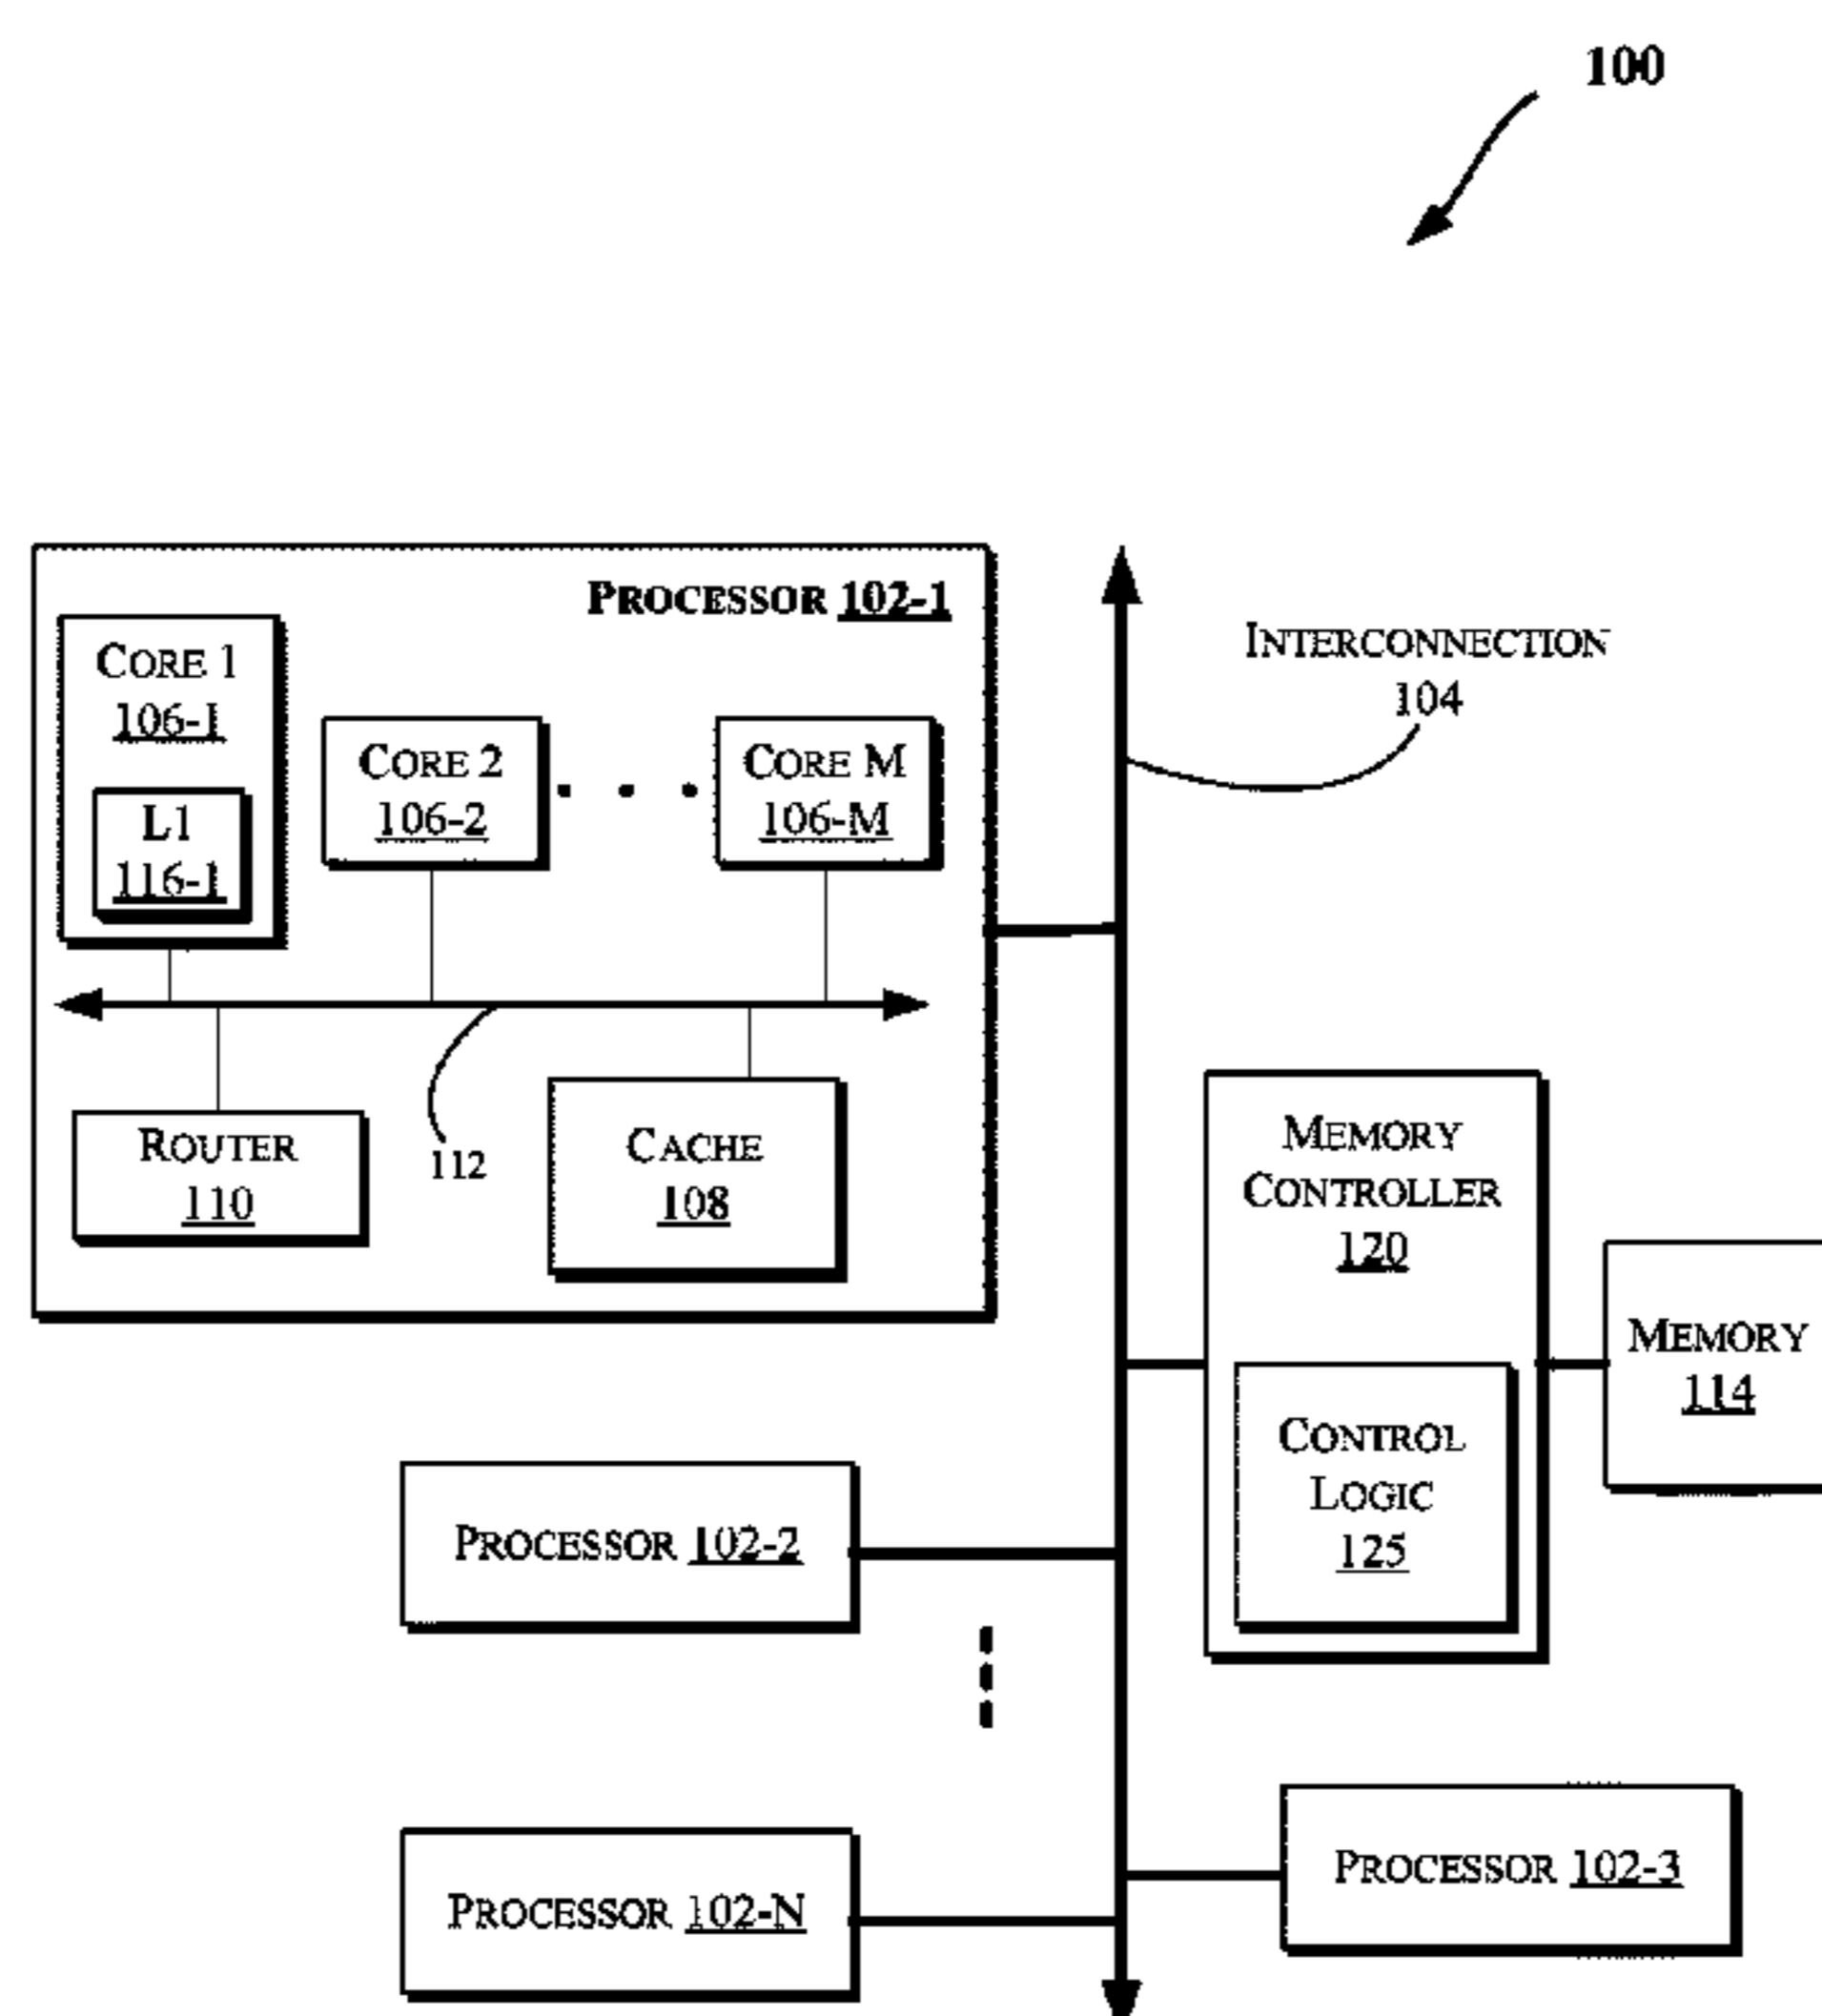 100
PROCESSOR 102-1
CORE 1
106-1
L1
116-1
CORE 2
106-2
CORE M
106-M
INTERCONNECTION
104
112
ROUTER
110
CACHE
108
MEMORY
CONTROLLER
120
CONTROL
LOGIC
125
MEMORY
114
PROCESSOR 102-2
PROCESSOR 102-3
PROCESSOR 102-N